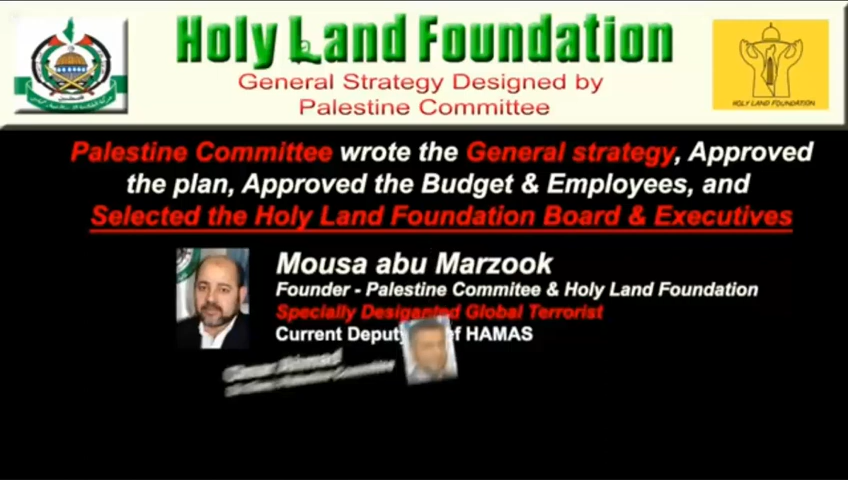 Holy Land Foundation
General Strategy Designed by
Palestine Committee
HOLY LAND FOUNDATION
Palestine Committee wrote the General strategy, Approved
the plan, Approved the Budget & Employees, and
Selected the Holy Land Foundation Board & Executives
Mousa abu Marzook
Founder - Palestine Commitee & Holy Land Foundation
Specially Desiganted Global Terrorist
Current Deputy HAMAS